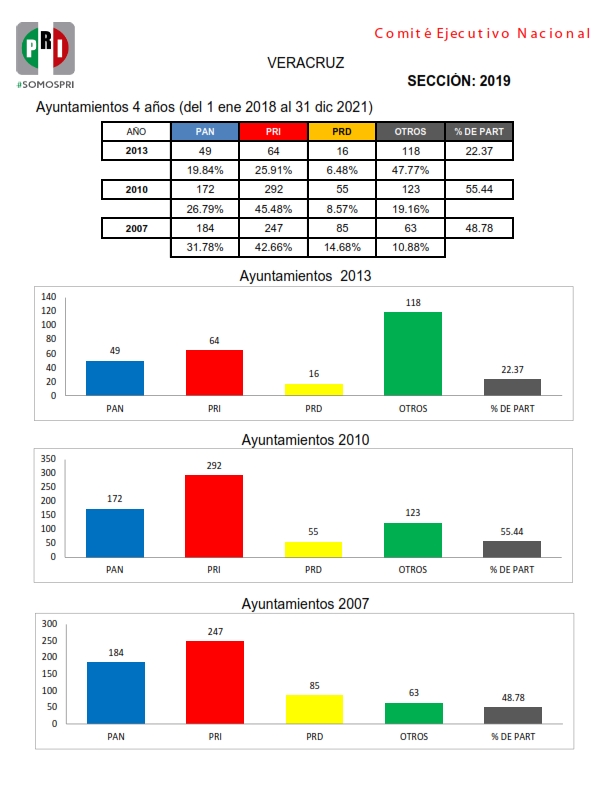 Comité Ejecutivo Nacional
PRI
#SOMOSPRI
VERACRUZ
SECCIÓN: 2019
Ayuntamientos 4 años (del 1 ene 2018 al 31 dic 2021)
AÑO PAN PRI PRD OTROS % DE PART
2013 49 64 16 118 22.37
19.84% 25.91% 6.48% 47.77%
2010 172 292 55 123 55.44
26.79% 45.48% 8.57% 19.16%
2007 184 247 85 63 48.78
31.78% 42.66% 14.68% 10.88%
Ayuntamientos 2013
140
120
100
80
60
40
20
0
49 64 16 118 22.37
PAN PRI PRD OTROS % DE PART
Ayuntamientos 2010
350
300
250
200
150
100
50
0
172 292 55 123 55.44
PAN PRI PRD OTROS % DE PART
Ayuntamientos 2007
300
250
200
150
100
50
0
184 247 85 63 48.78
PAN PRI PRD OTROS % DE PART